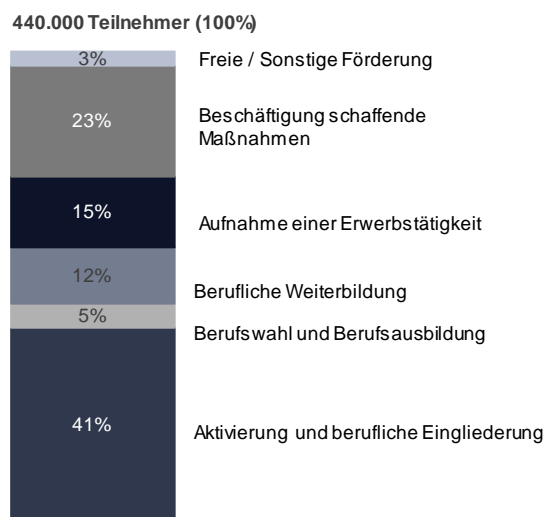 440.000 Teilnehmer (100%)
3% Freie / Sonstige Förderung
23% Beschäftigung schaffende
Maßnahmen
15% Aufnahme einer Erwerbstätigkeit
12% Berufliche Weiterbildung
5% Berufswahl und Berufsausbildung
41% Aktivierung und berufliche Eingliederung